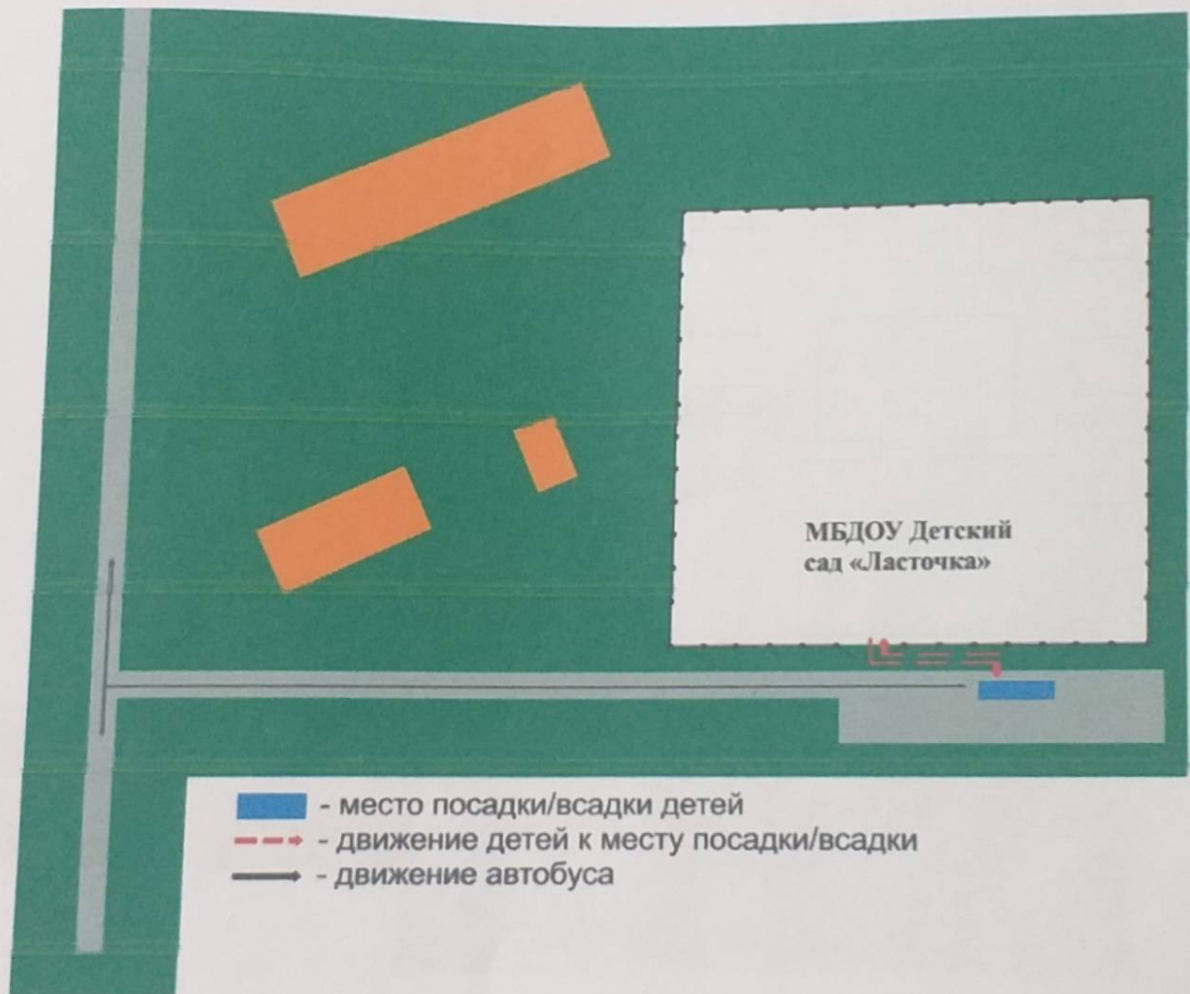 МБДОУ Детский
сад «Ласточка»
- место посадки/всадки детей
- движение детей к месту посадки/всадки
- движение автобуса